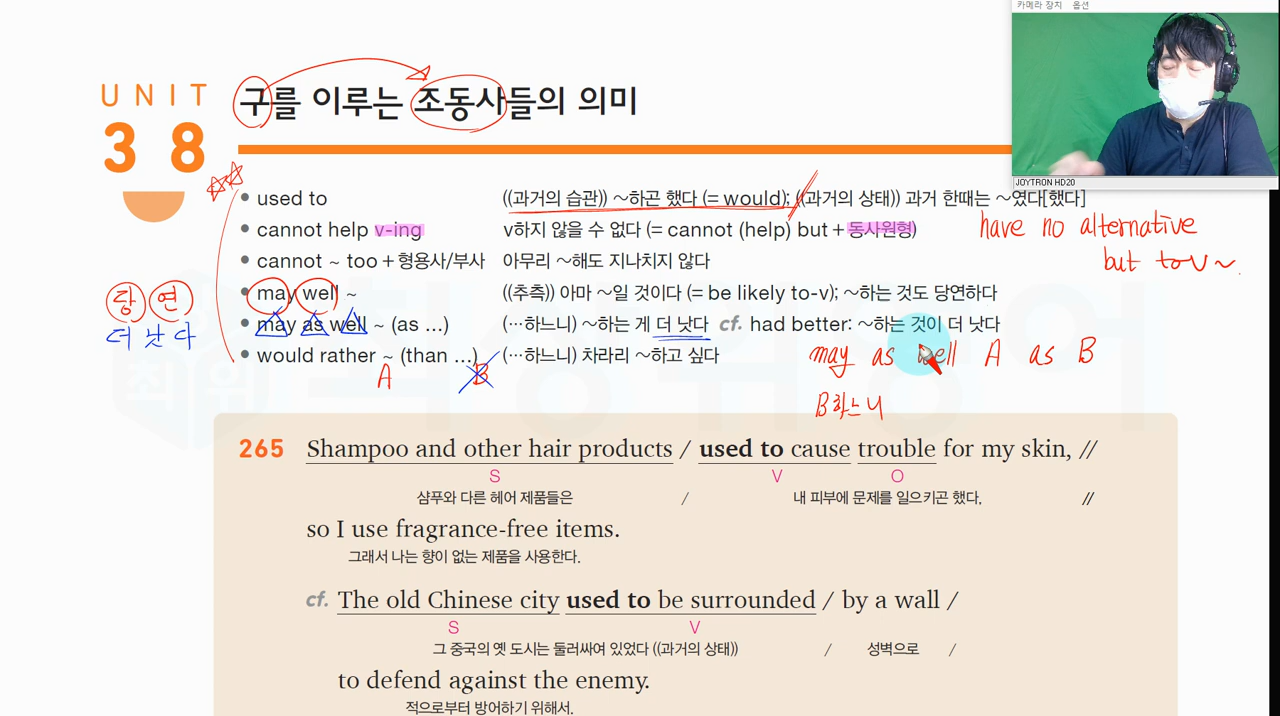 카메라 장치 옵션
JOYTRON HD20
UNIT
38
구를 이루는 조동사들의 의미
• used to ((과거의 습관)) ~하곤 했다 (= would); ((과거의 상태)) 과거 한때는 ~였다[했다]
• cannot help v-ing v하지 않을 수 없다 (= cannot (help) but + 동사원형)
have no alternative
but to v ~.
• cannot ~ too + 형용사/부사 아무리 ~해도 지나치지 않다
당 연
• may well ~ ((추측)) 아마 ~일 것이다 (= be likely to-v); ~하는 것도 당연하다
더 낫다
• may as well ~ (as ...) (…하느니) ~하는 게 더 낫다 cf. had better: ~하는 것이 더 낫다
• would rather ~ (than ...) (…하느니) 차라리 ~하고 싶다
A B
may as well A as B
B하느니
265 Shampoo and other hair products / used to cause trouble for my skin, //
S V O
샴푸와 다른 헤어 제품들은 / 내 피부에 문제를 일으키곤 했다, //
so I use fragrance-free items.
그래서 나는 향이 없는 제품을 사용한다.
cf. The old Chinese city used to be surrounded / by a wall /
S V
그 중국의 옛 도시는 둘러싸여 있었다 ((과거의 상태)) / 성벽으로 /
to defend against the enemy.
적으로부터 방어하기 위해서.